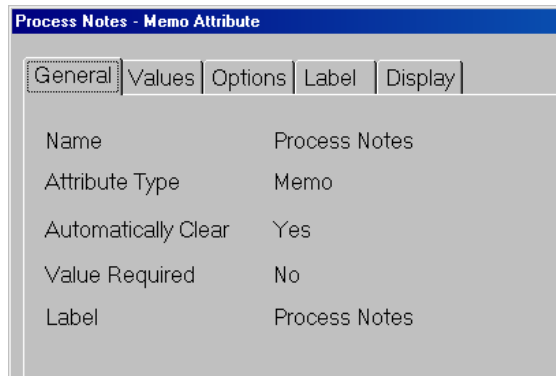 Process Notes - Memo Attribute
General Values Options Label Display
Name Process Notes
Attribute Type Memo
Automatically Clear Yes
Value Required No
Label Process Notes